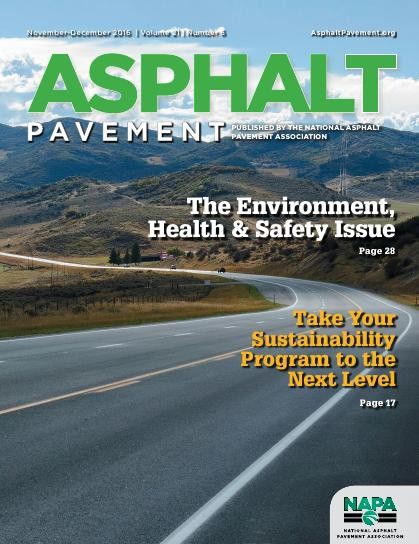 November-December 2016 | Volume 21 | Number 6
AsphaltPavement.org
ASPHALT
PAVEMENT
PUBLISHED BY THE NATIONAL ASPHALT
PAVEMENT ASSOCIATION
The Environment,
Health & Safety Issue
Page 28
Take Your
Sustainability
Program to the
Next Level
Page 17
NAPA
NATIONAL ASPHALT
PAVEMENT ASSOCIATION